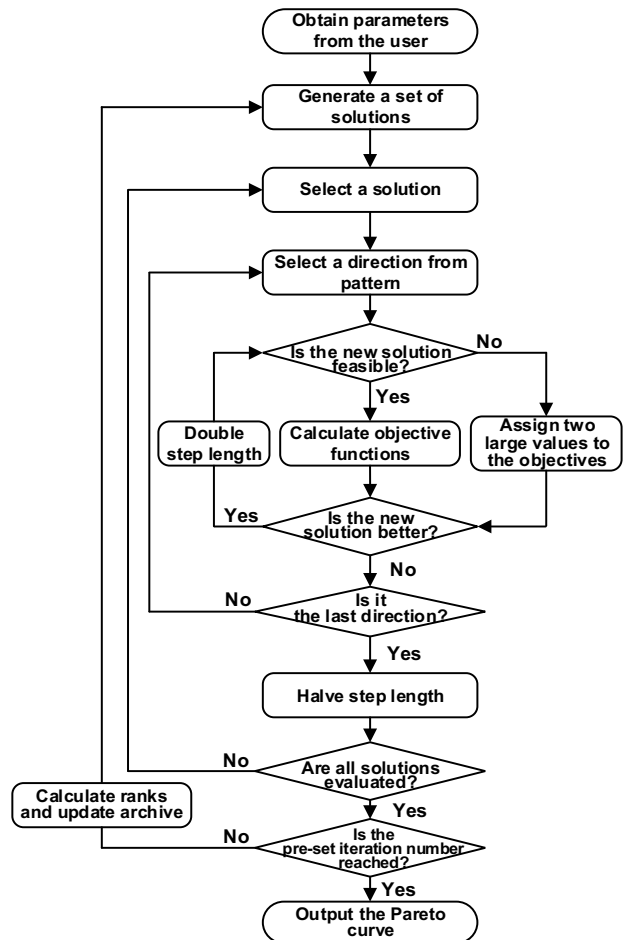 Obtain parameters
from the user
Generate a set of
solutions
Select a solution
Select a direction from
pattern
Is the new solution
feasible?
No
Yes
Double
step length
Calculate objective
functions
Assign two
large values to
the objectives
Yes
Is the new
solution better?
No
No
Is it
the last direction?
Yes
Halve step length
No
Are all solutions
evaluated?
Calculate ranks
and update archive
Yes
No
Is the
pre-set iteration number
reached?
Yes
Output the Pareto
curve